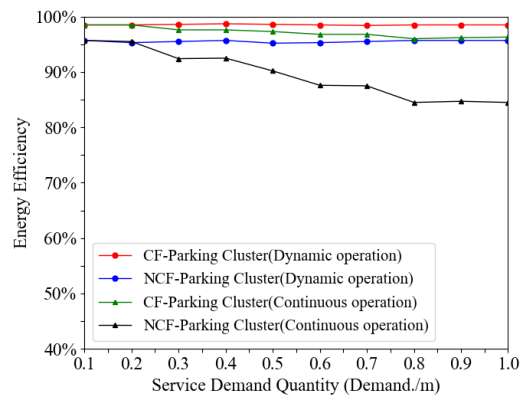 100%
90%
80%
70%
60%
50%
40%
Energy Efficiency
CF-Parking Cluster(Dynamic operation)
NCF-Parking Cluster(Dynamic operation)
CF-Parking Cluster(Continuous operation)
NCF-Parking Cluster(Continuous operation)
0.1 0.2 0.3 0.4 0.5 0.6 0.7 0.8 0.9 1.0
Service Demand Quantity (Demand./m)